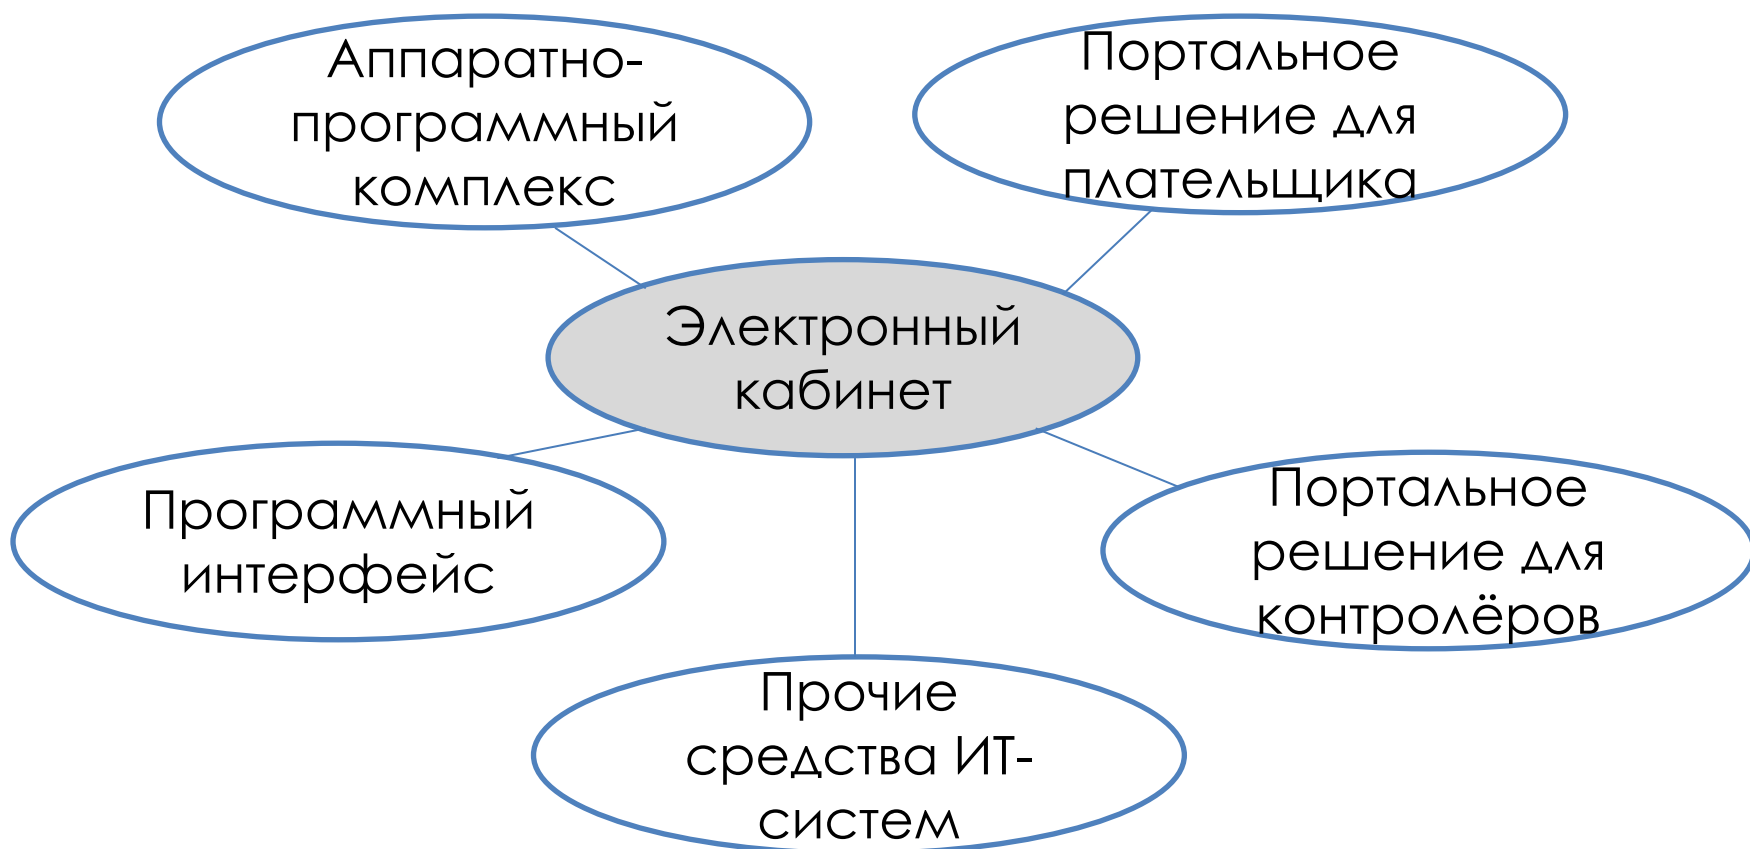 Аппаратно-
программный
комплекс
Портальное
решение для
плательщика
Электронный
кабинет
Программный
интерфейс
Портальное
решение для
контролёров
Прочие
средства ИТ-
систем